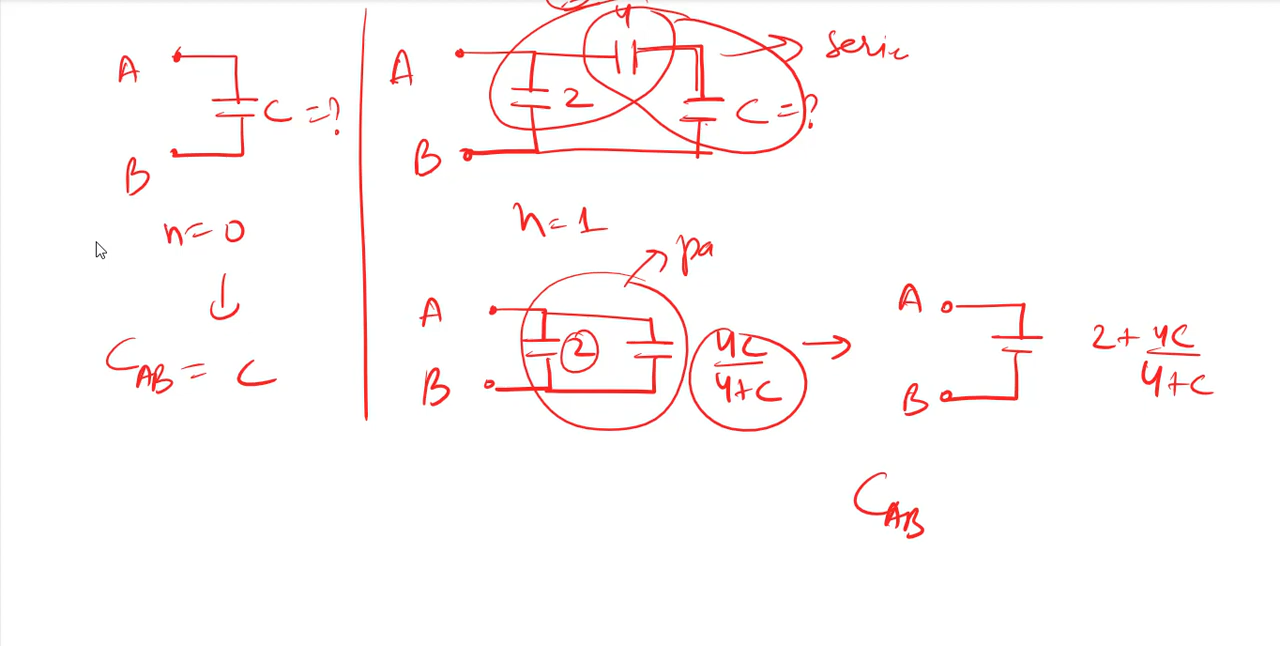 A
C =?
B
n= 0
↓
C_AB = C
A
4
serie
2
C =?
B
n= 1
pa
A
2
4C/4+C
B
→
A
2+ 4C/4+C
B
C_AB